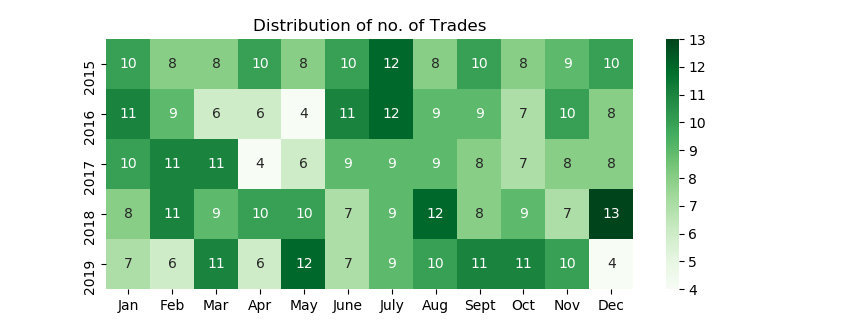 Distribution of no. of Trades
2015 10 8 8 10 8 10 12 8 10 8 9 10
2016 11 9 6 6 4 11 12 9 9 7 10 8
2017 10 11 11 4 6 9 9 9 8 7 8 8
2018 8 11 9 10 10 7 9 12 8 9 7 13
2019 7 6 11 6 12 7 9 10 11 11 10 4
Jan Feb Mar Apr May June July Aug Sept Oct Nov Dec
13
12
11
10
9
8
7
6
5
4